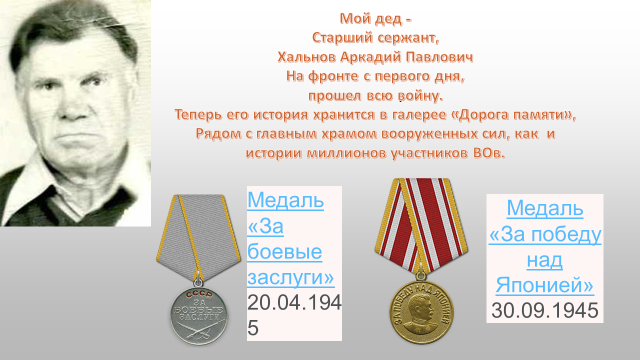 Мой дед -
Старший сержант,
Хальнов Аркадий Павлович
На фронте с первого дня,
прошел всю войну.
Теперь его история хранится в галерее «Дорога памяти»,
Рядом с главным храмом вооруженных сил, как и
истории миллионов участников ВОв.
Медаль
«За
боевые
заслуги»
20.04.194
5
СССР
ЗА
БОЕВЫЕ
ЗАСЛУГИ
ЗА ПОБЕДУ НАД ЯПОНИЕЙ
Медаль
«За победу
над
Японией»
30.09.1945